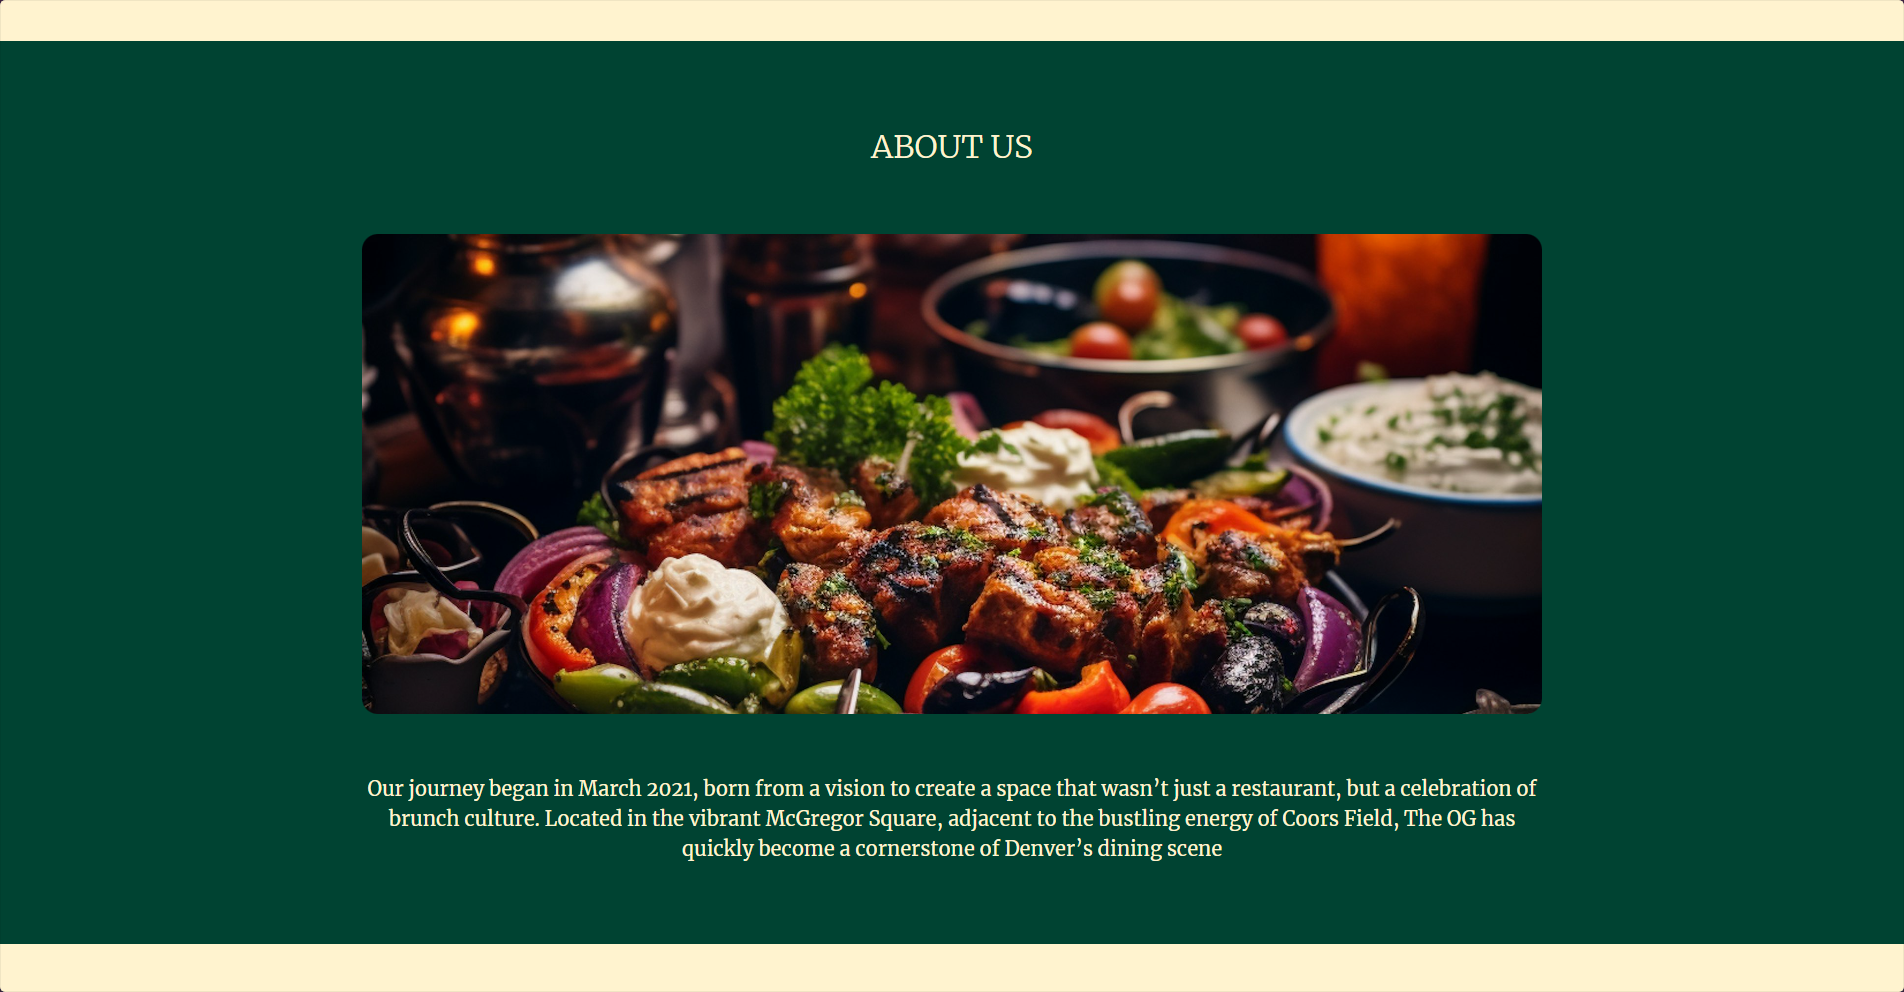 ABOUT US
Our journey began in March 2021, born from a vision to create a space that wasn’t just a restaurant, but a celebration of
brunch culture. Located in the vibrant McGregor Square, adjacent to the bustling energy of Coors Field, The OG has
quickly become a cornerstone of Denver’s dining scene